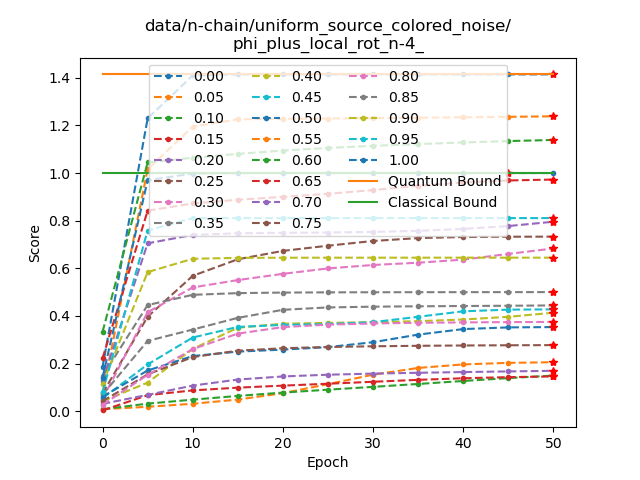 data/n-chain/uniform_source_colored_noise/
phi_plus_local_rot_n-4_
Score
1.4
1.2
1.0
0.8
0.6
0.4
0.2
0.0
0.00 0.40 0.80
0.05 0.45 0.85
0.10 0.50 0.90
0.15 0.55 0.95
0.20 0.60 1.00
0.25 0.65 Quantum Bound
0.30 0.70 Classical Bound
0.35 0.75
0 10 20 30 40 50
Epoch